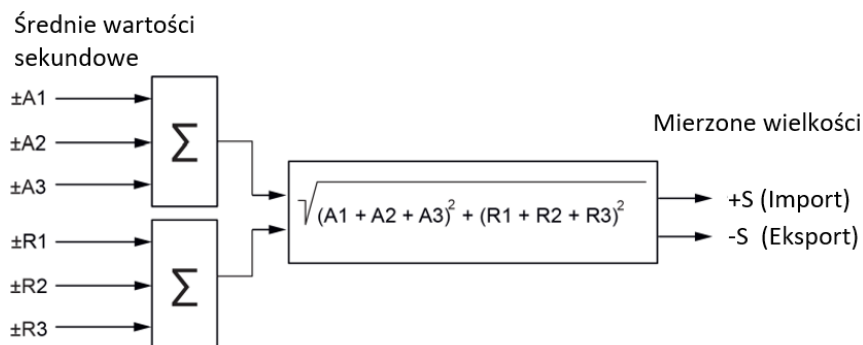 Średnie wartości
sekundowe
±A1
±A2
±A3
∑
±R1
±R2
±R3
∑
√(A1 + A2 + A3)² + (R1 + R2 + R3)²
Mierzone wielkości
+S (Import)
-S (Eksport)